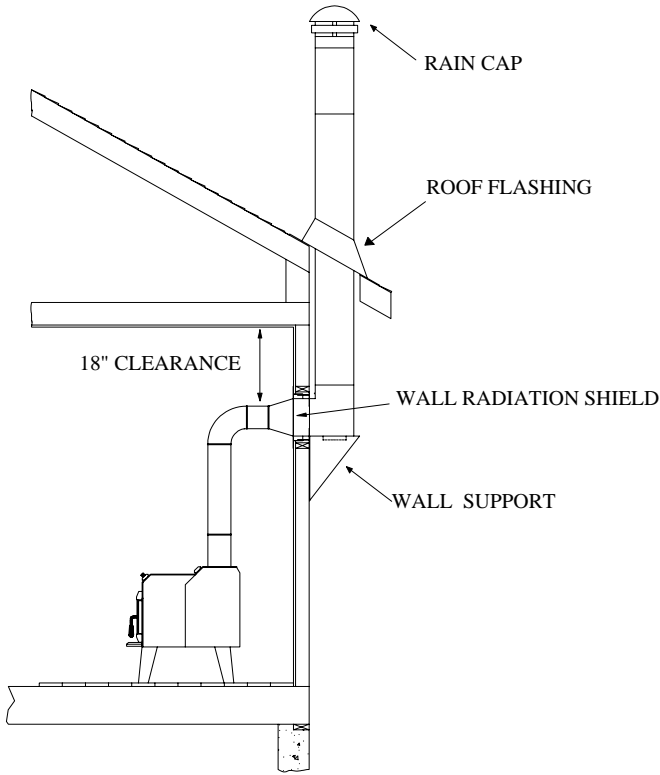 RAIN CAP
ROOF FLASHING
18" CLEARANCE
WALL RADIATION SHIELD
WALL SUPPORT